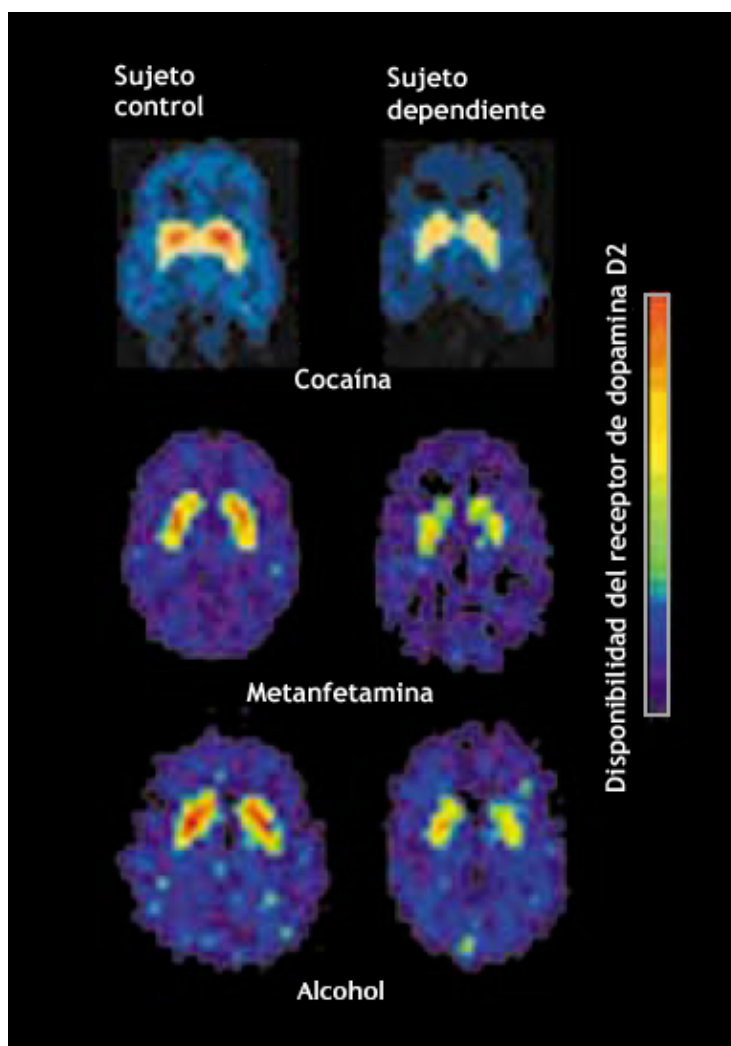 Sujeto
control
Sujeto
dependiente
Cocaína
Metanfetamina
Alcohol
Disponibilidad del receptor de dopamina D2